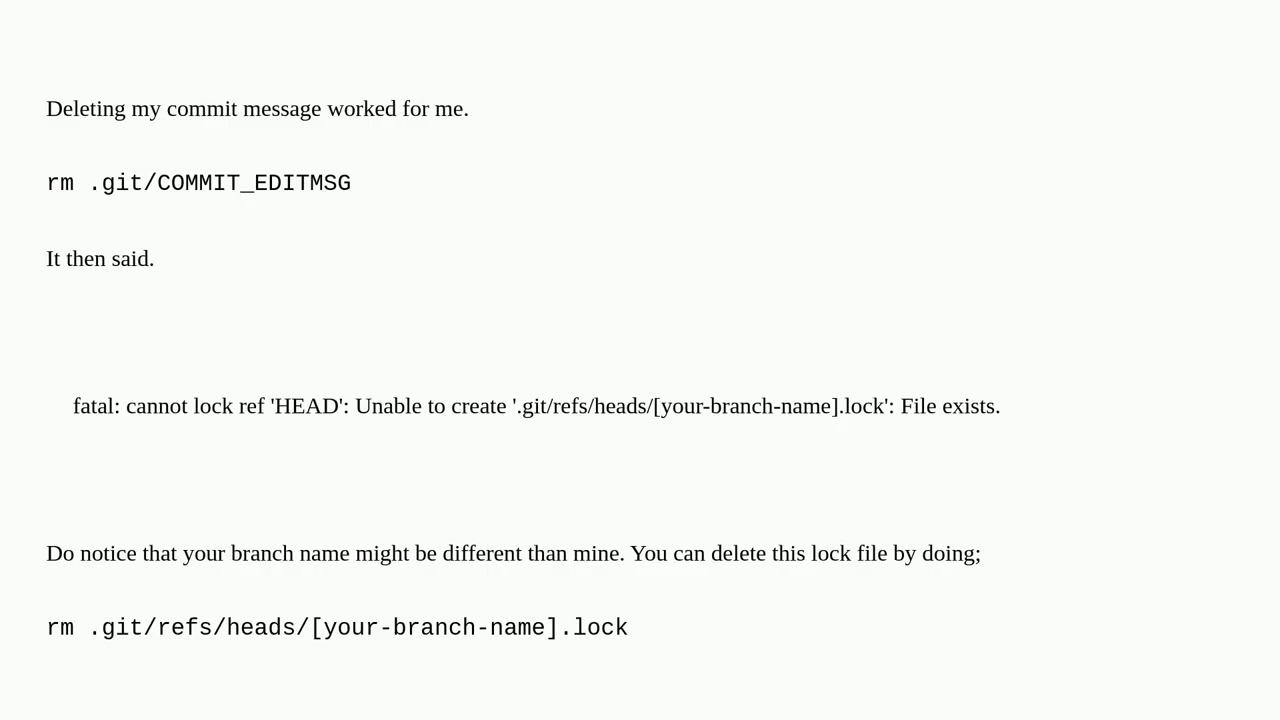 Deleting my commit message worked for me.
rm .git/COMMIT_EDITMSG
It then said.
fatal: cannot lock ref 'HEAD': Unable to create '.git/refs/heads/[your-branch-name].lock': File exists.
Do notice that your branch name might be different than mine. You can delete this lock file by doing;
rm .git/refs/heads/[your-branch-name].lock